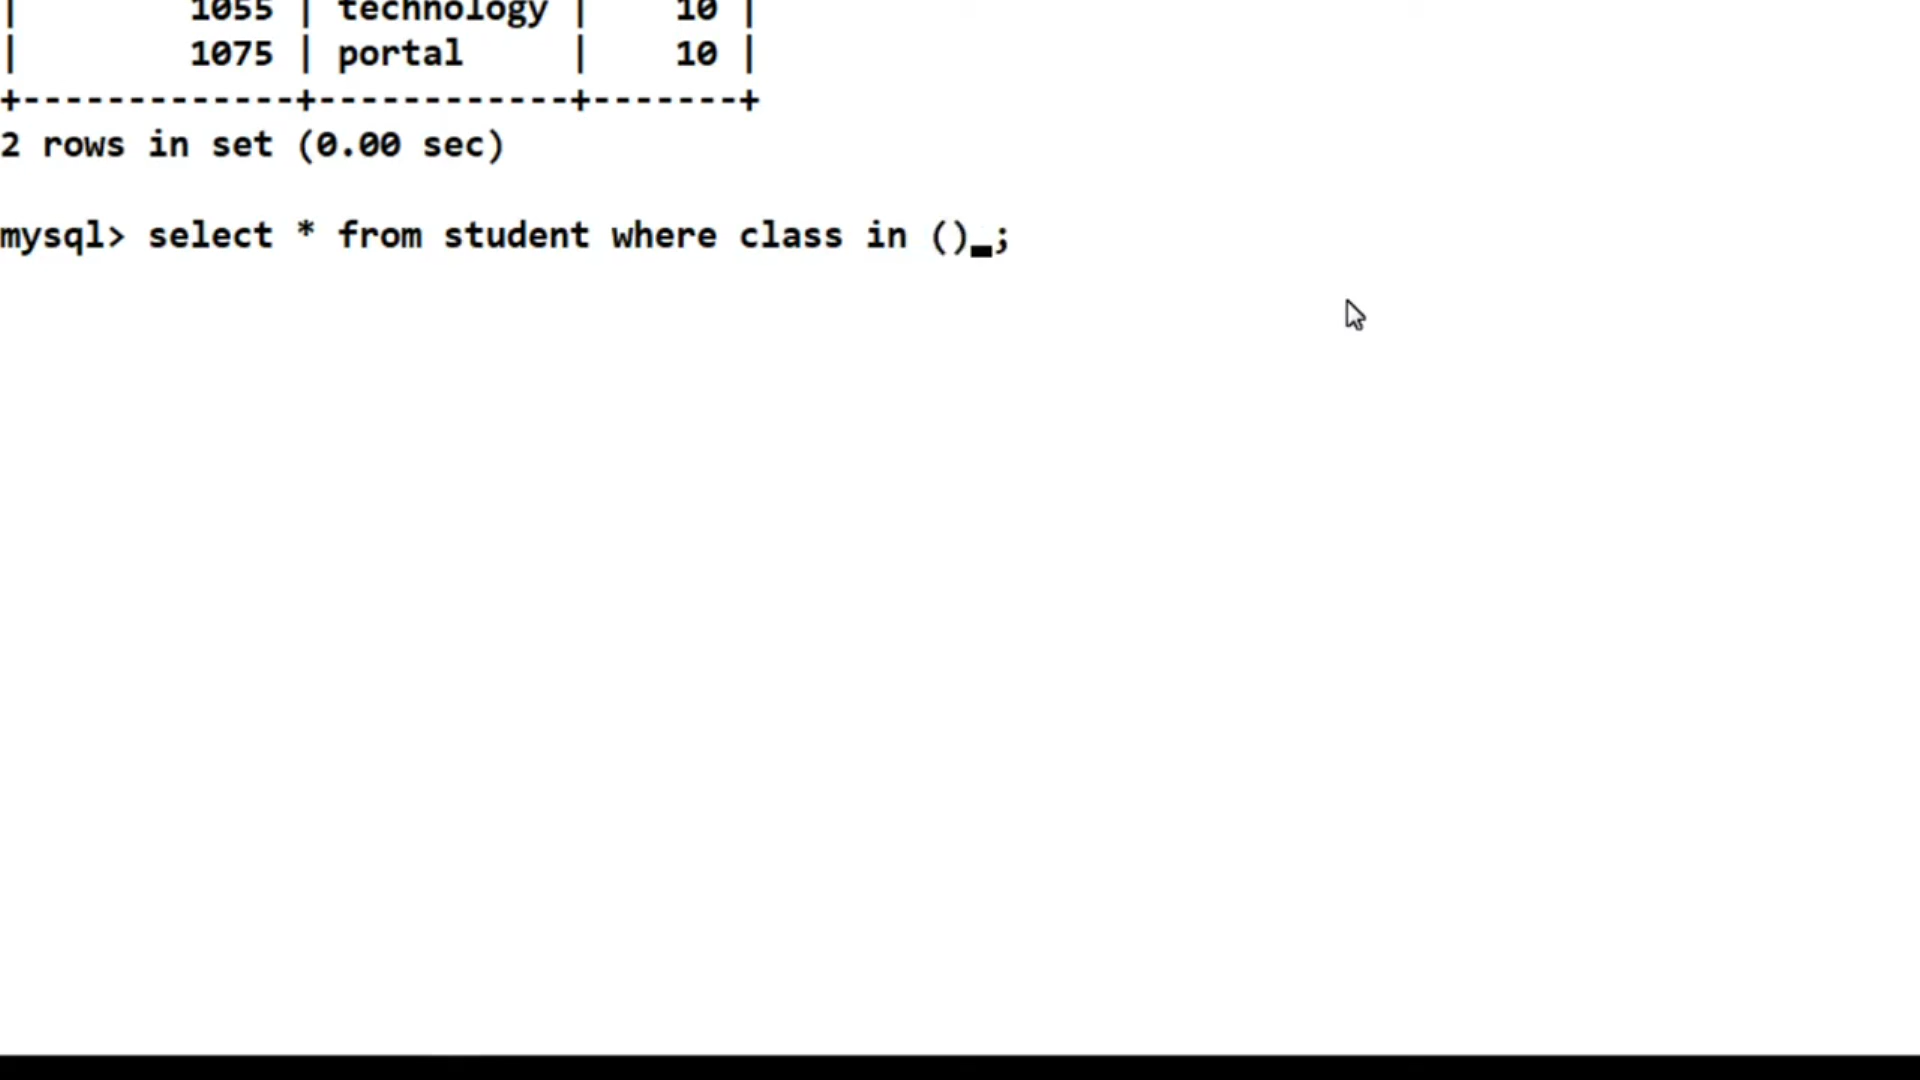 | 1055 | technology | 10 |
| 1075 | portal | 10 |
+-------------+------------+-------+
2 rows in set (0.00 sec)
mysql> select * from student where class in ()_;